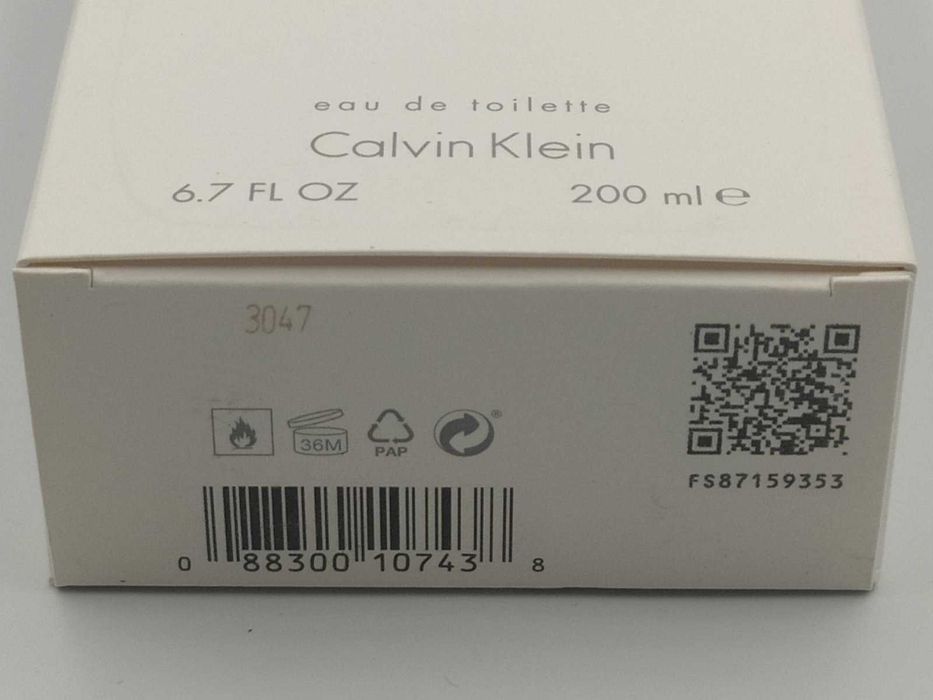 eau de toilette
Calvin Klein
6.7 FL OZ 200 ml ℮
3047
36M
PAP
®
FS87159353
0 88300 10743 8